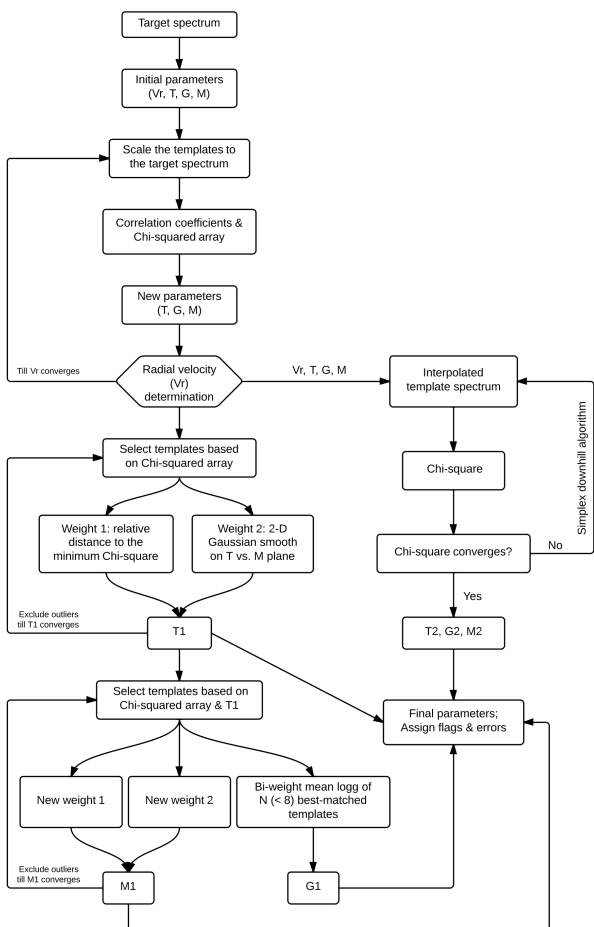 Target spectrum
Initial parameters
(Vr, T, G, M)
Scale the templates to
the target spectrum
Correlation coefficients &
Chi-squared array
New parameters
(T, G, M)
Till Vr converges
Radial velocity
(Vr)
determination
Vr, T, G, M
Interpolated
template spectrum
Select templates based
on Chi-squared array
Chi-square
Simplex downhill algorithm
Weight 1: relative
distance to the
minimum Chi-square
Weight 2: 2-D
Gaussian smooth
on T vs. M plane
Chi-square converges?
No
Yes
Exclude outliers
till T1 converges
T1
T2, G2, M2
Select templates based on
Chi-squared array & T1
Final parameters;
Assign flags & errors
New weight 1
New weight 2
Bi-weight mean logg of
N (< 8) best-matched
templates
Exclude outliers
till M1 converges
M1
G1